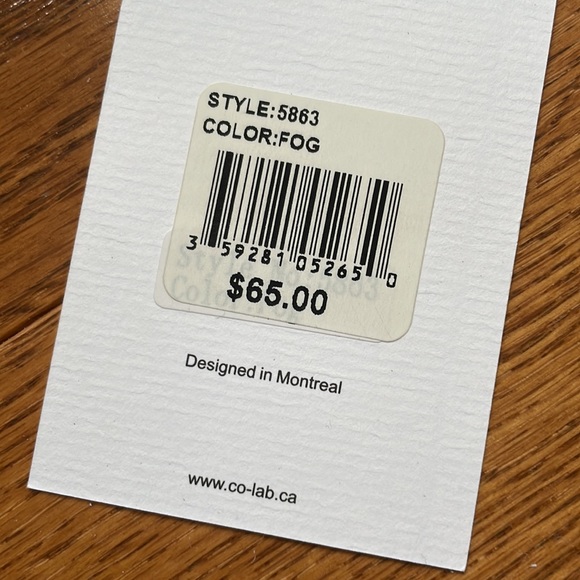 STYLE:5863
COLOR:FOG
3 59281 05265 0
$65.00
Designed in Montreal
www.co-lab.ca